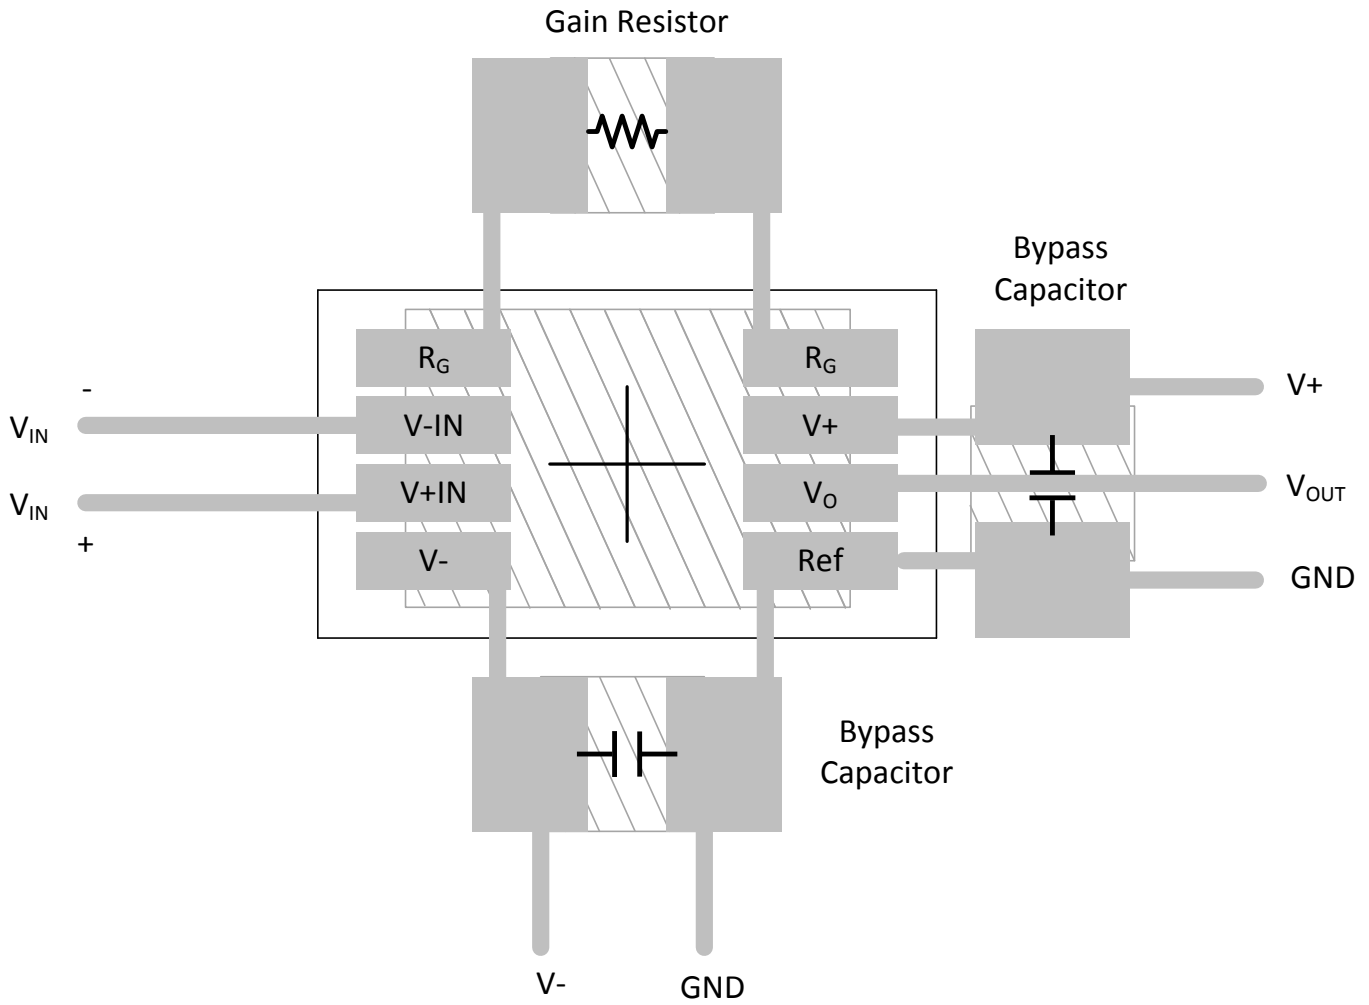 Gain Resistor
Bypass
Capacitor
R_G
R_G
-
V+
V_IN
V-IN
V+
V_IN
V+IN
V_O
V_OUT
+
V-
Ref
GND
Bypass
Capacitor
V-
GND